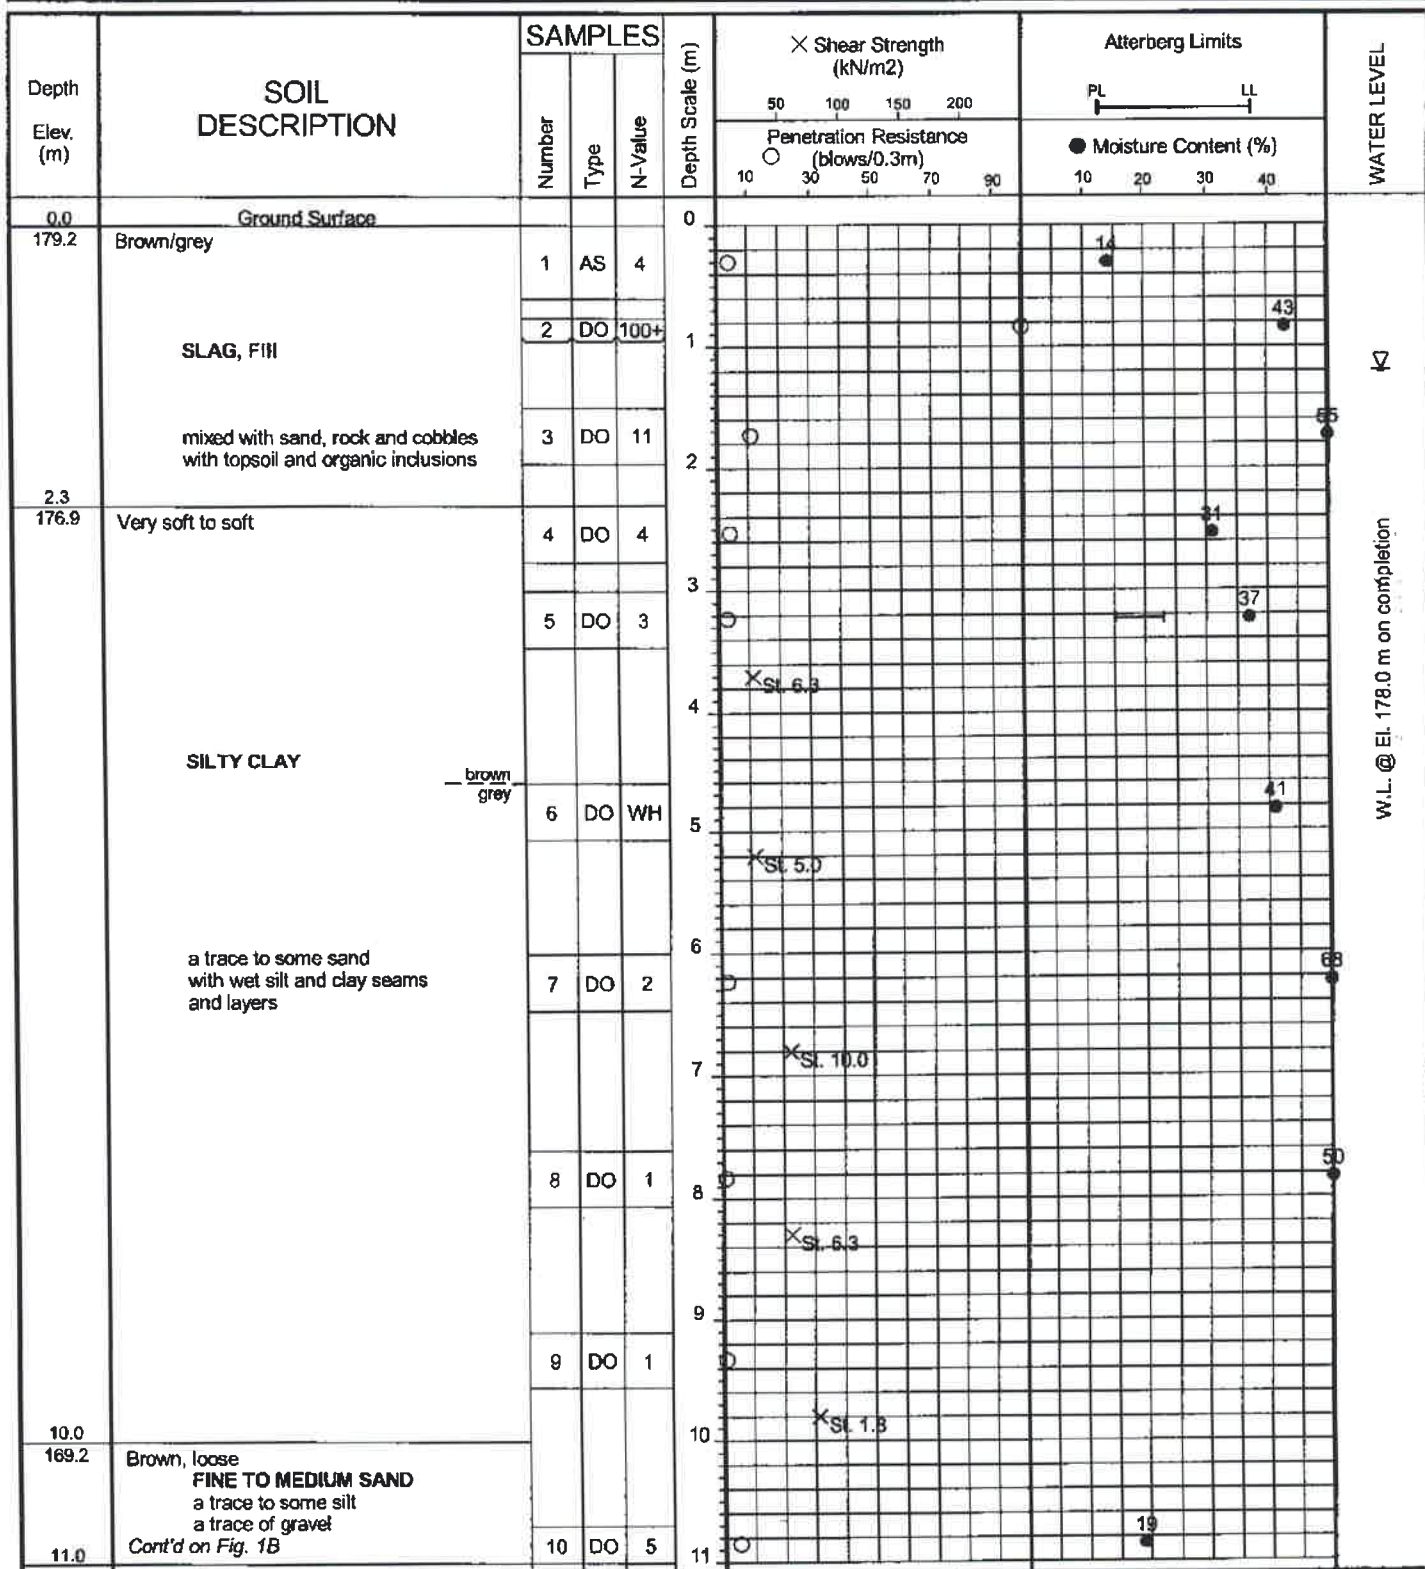 Depth
Elev.
(m)
SOIL
DESCRIPTION
SAMPLES
Number
Type
N-Value
Depth Scale (m)
× Shear Strength
(kN/m2)
50 100 150 200
Penetration Resistance
(blows/0.3m)
10 30 50 70 90
Atterberg Limits
PL LL
Moisture Content (%)
10 20 30 40
WATER LEVEL
0.0 Ground Surface 0
179.2 Brown/grey
1 AS 4 14
2 DO 100+ 43
1
SLAG, Fill
mixed with sand, rock and cobbles 3 DO 11 55
with topsoil and organic inclusions
2
2.3
176.9 Very soft to soft
4 DO 4 31
3
5 DO 3 37
St. 6.3
4
SILTY CLAY
brown
grey
6 DO WH 41
5
St. 5.0
6
a trace to some sand
with wet silt and clay seams 7 DO 2 68
and layers
St. 10.0
7
8 DO 1 50
8
St. 6.3
9
9 DO 1
St. 1.8
10.0 10
169.2 Brown, loose
FINE TO MEDIUM SAND
a trace to some silt
a trace of gravel
Cont'd on Fig. 1B 10 DO 5 19
11.0 11
W.L. @ El. 178.0 m on completion